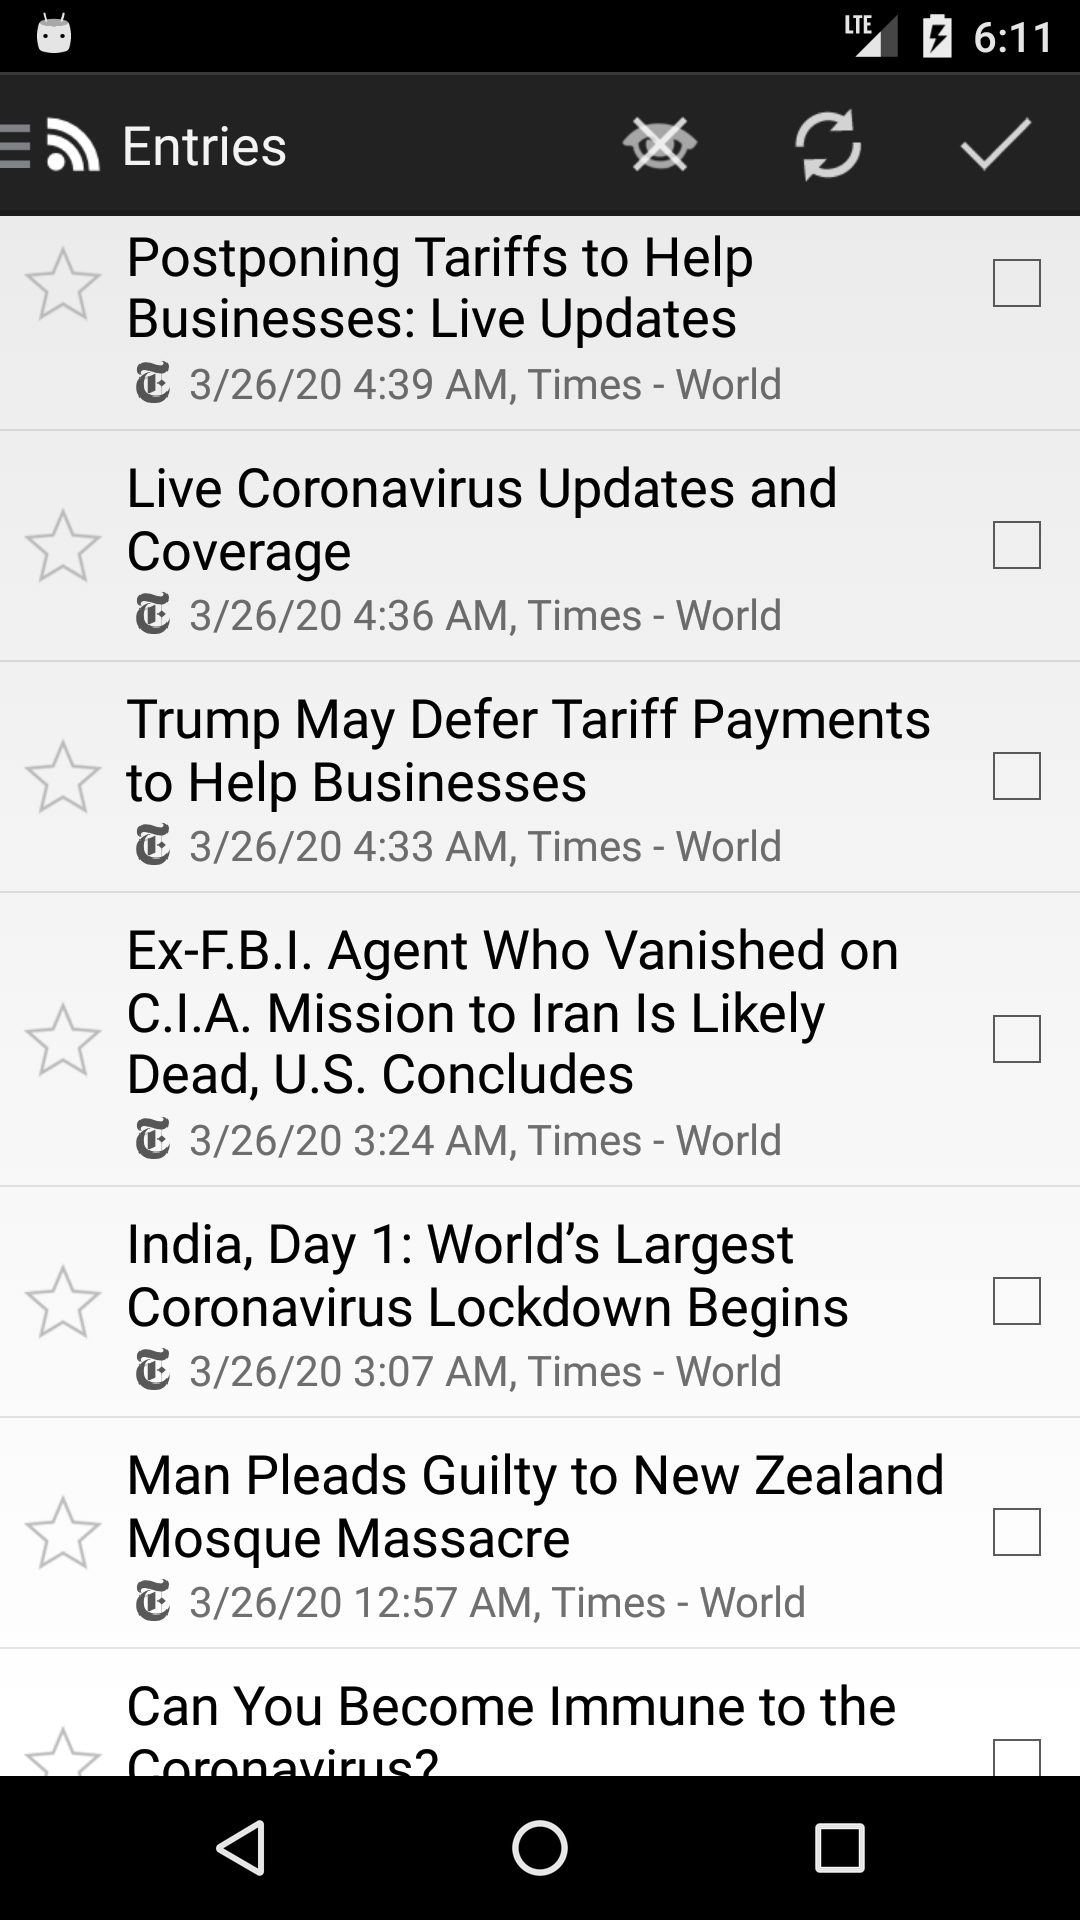 LTE 6:11
Entries
Postponing Tariffs to Help
Businesses: Live Updates
3/26/20 4:39 AM, Times - World
Live Coronavirus Updates and
Coverage
3/26/20 4:36 AM, Times - World
Trump May Defer Tariff Payments
to Help Businesses
3/26/20 4:33 AM, Times - World
Ex-F.B.I. Agent Who Vanished on
C.I.A. Mission to Iran Is Likely
Dead, U.S. Concludes
3/26/20 3:24 AM, Times - World
India, Day 1: World’s Largest
Coronavirus Lockdown Begins
3/26/20 3:07 AM, Times - World
Man Pleads Guilty to New Zealand
Mosque Massacre
3/26/20 12:57 AM, Times - World
Can You Become Immune to the
Coronavirus?